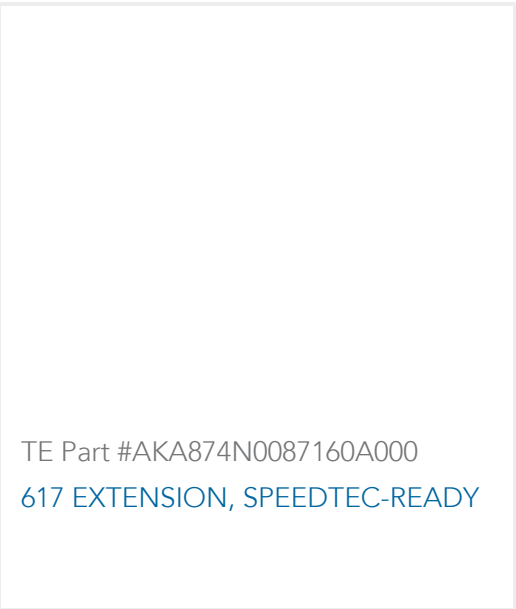 TE Part #AKA874N0087160A000
617 EXTENSION, SPEEDTEC-READY